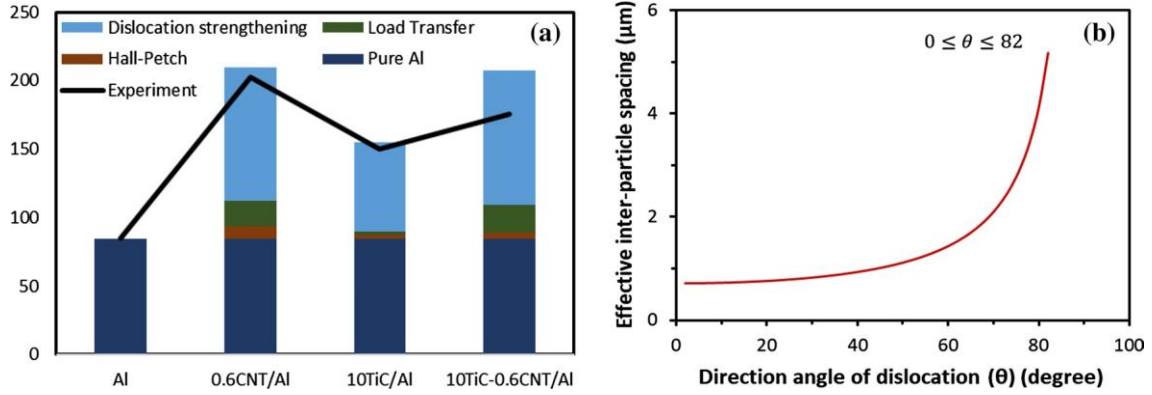 250
200
150
100
50
0
Dislocation strengthening
Load Transfer
Hall-Petch
Pure Al
Experiment
(a)
Al
0.6CNT/Al
10TiC/Al
10TiC-0.6CNT/Al
Effective inter-particle spacing (μm)
6
4
2
0
0 ≤ θ ≤ 82
(b)
0
20
40
60
80
100
Direction angle of dislocation (θ) (degree)